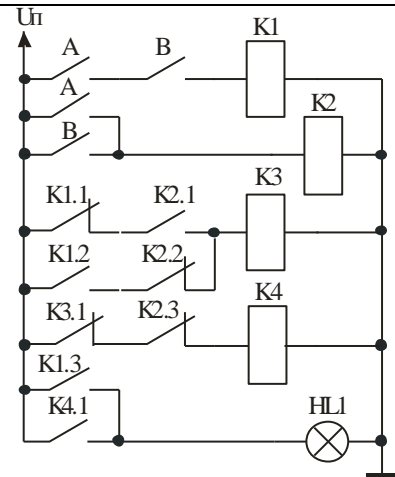 Uп
A B K1
A K2
B
K1.1 K2.1 K3
K1.2 K2.2
K3.1 K2.3 K4
K1.3
K4.1 HL1